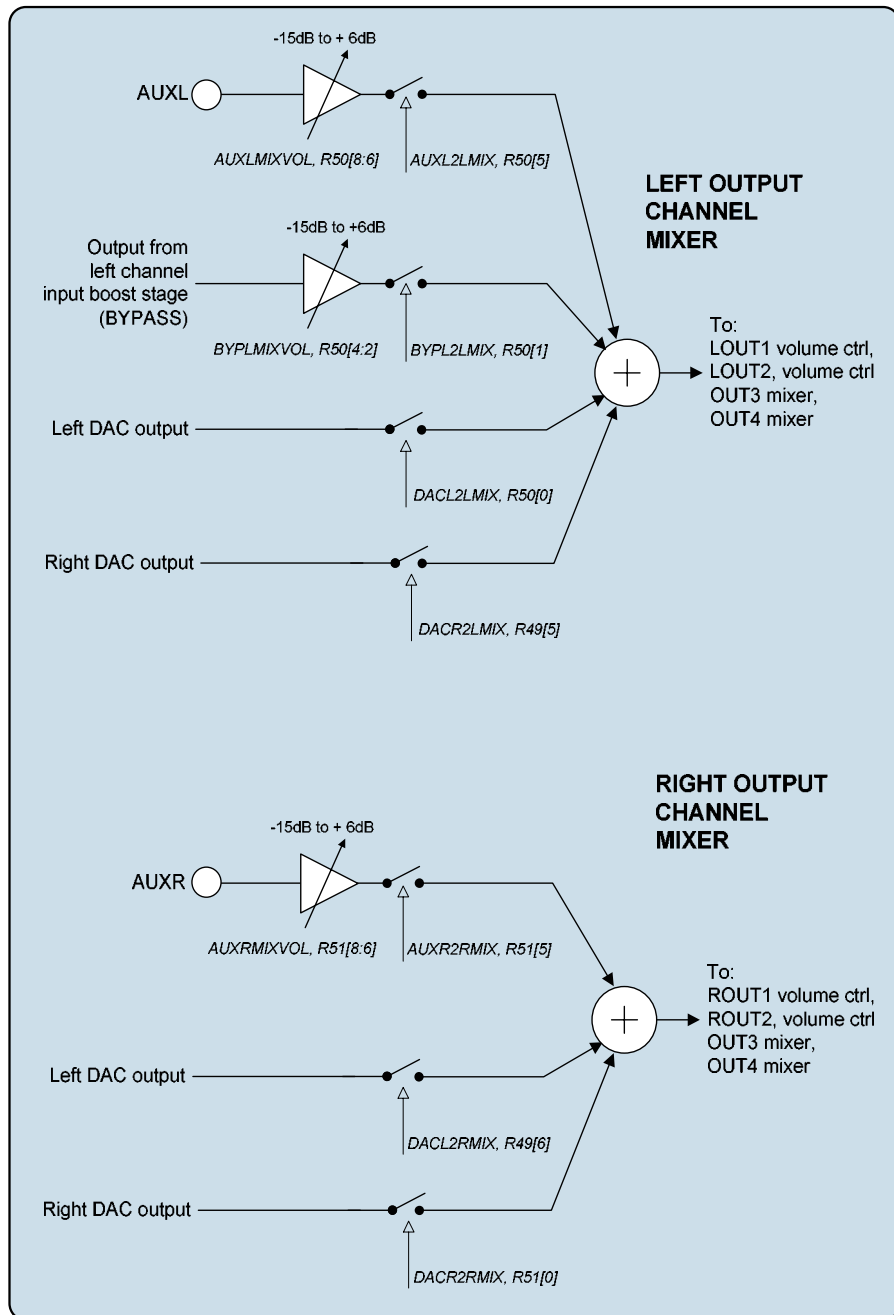 -15dB to + 6dB
AUXL
AUXLMIXVOL, R50[8:6]
AUXL2LMIX, R50[5]
LEFT OUTPUT
CHANNEL
MIXER
-15dB to +6dB
Output from
left channel
input boost stage
(BYPASS)
BYPLMIXVOL, R50[4:2]
BYPL2LMIX, R50[1]
To:
LOUT1 volume ctrl,
LOUT2, volume ctrl
OUT3 mixer,
OUT4 mixer
Left DAC output
DACL2LMIX, R50[0]
Right DAC output
DACR2LMIX, R49[5]
RIGHT OUTPUT
CHANNEL
MIXER
-15dB to + 6dB
AUXR
AUXRMIXVOL, R51[8:6]
AUXR2RMIX, R51[5]
To:
ROUT1 volume ctrl,
ROUT2, volume ctrl
OUT3 mixer,
OUT4 mixer
Left DAC output
DACL2RMIX, R49[6]
Right DAC output
DACR2RMIX, R51[0]